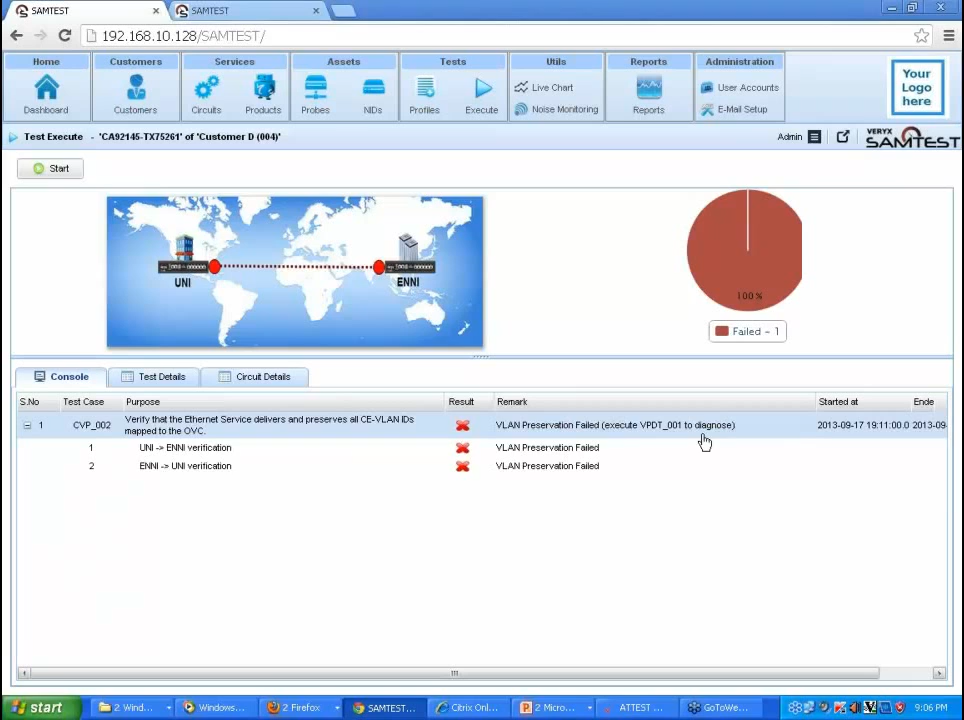 SAMTEST
SAMTEST
192.168.10.128/SAMTEST/
Home Customers Services Assets Tests Utils Reports Administration
Dashboard Customers Circuits Products Probes NIDs Profiles Execute Live Chart Noise Monitoring Reports User Accounts E-Mail Setup
Your
Logo
here
Test Execute - 'CA92145-TX75261' of 'Customer D (004)'
Admin
VERYX
SAMTEST
Start
UNI
ENNI
100 %
Failed - 1
Console Test Details Circuit Details
S.No Test Case Purpose Result Remark Started at Ende
1 CVP_002 Verify that the Ethernet Service delivers and preserves all CE-VLAN IDs
mapped to the OVC. VLAN Preservation Failed (execute VPDT_001 to diagnose) 2013-09-17 19:11:00.0 2013-09-
1 UNI -> ENNI verification VLAN Preservation Failed
2 ENNI -> UNI verification VLAN Preservation Failed
start 2 Wind... Windows... 2 Firefox SAMTEST... Citrix Onl... 2 Micro... ATTEST ... GoToWe... 9:06 PM